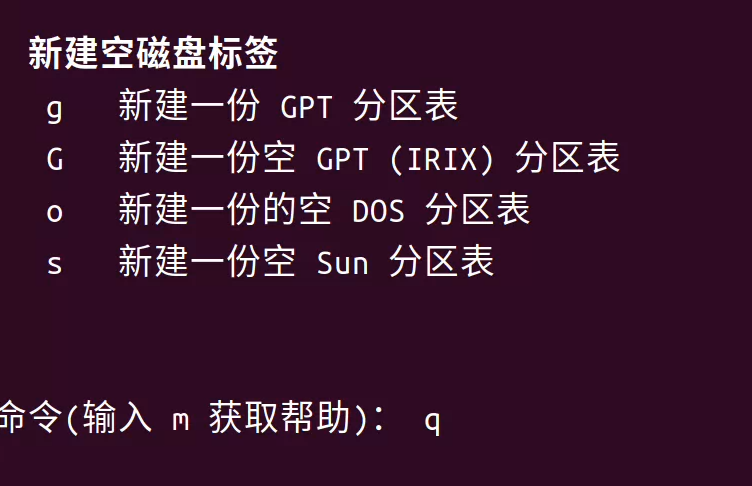 新建空磁盘标签
g 新建一份 GPT 分区表
G 新建一份空 GPT (IRIX) 分区表
o 新建一份的空 DOS 分区表
s 新建一份空 Sun 分区表
命令(输入 m 获取帮助)： q